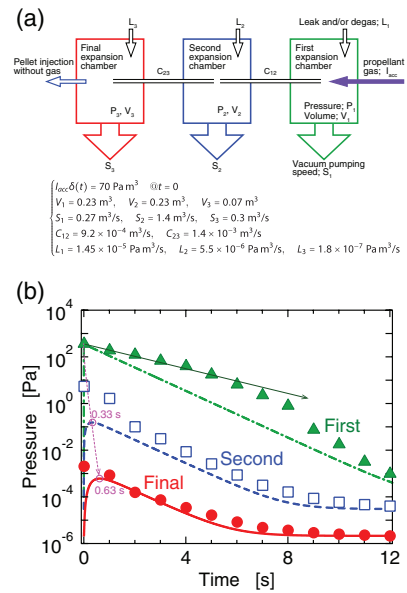 (a)
Final expansion chamber
L₃
Second expansion chamber
L₂
First expansion chamber
Leak and/or degas; L₁
Pellet injection without gas
C₂₃
C₁₂
propellant gas; Iacc
P₃, V₃
P₂, V₂
Pressure; P₁
Volume; V₁
S₃
S₂
Vacuum pumping speed; S₁
Iaccδ(t) = 70 Pa m³ @t = 0
V₁ = 0.23 m³, V₂ = 0.23 m³, V₃ = 0.07 m³
S₁ = 0.27 m³/s, S₂ = 1.4 m³/s, S₃ = 0.3 m³/s
C₁₂ = 9.2 × 10⁻⁴ m³/s, C₂₃ = 1.4 × 10⁻³ m³/s
L₁ = 1.45 × 10⁻⁵ Pa m³/s, L₂ = 5.5 × 10⁻⁶ Pa m³/s, L₃ = 1.8 × 10⁻⁷ Pa m³/s
(b)
10⁴
10²
10⁰
10⁻²
10⁻⁴
10⁻⁶
Pressure [Pa]
0.33 s
0.63 s
First
Second
Final
0 2 4 6 8 10 12
Time [s]